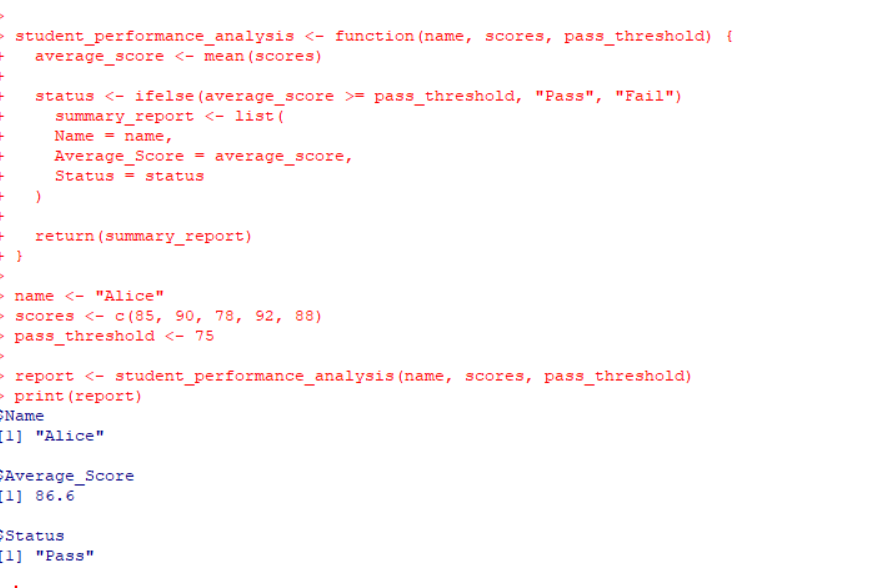 >
> student_performance_analysis <- function(name, scores, pass_threshold) {
+   average_score <- mean(scores)
+
+   status <- ifelse(average_score >= pass_threshold, "Pass", "Fail")
+     summary_report <- list(
+     Name = name,
+     Average_Score = average_score,
+     Status = status
+   )
+
+   return(summary_report)
+ }
>
> name <- "Alice"
> scores <- c(85, 90, 78, 92, 88)
> pass_threshold <- 75
>
> report <- student_performance_analysis(name, scores, pass_threshold)
> print(report)
$Name
[1] "Alice"

$Average_Score
[1] 86.6

$Status
[1] "Pass"